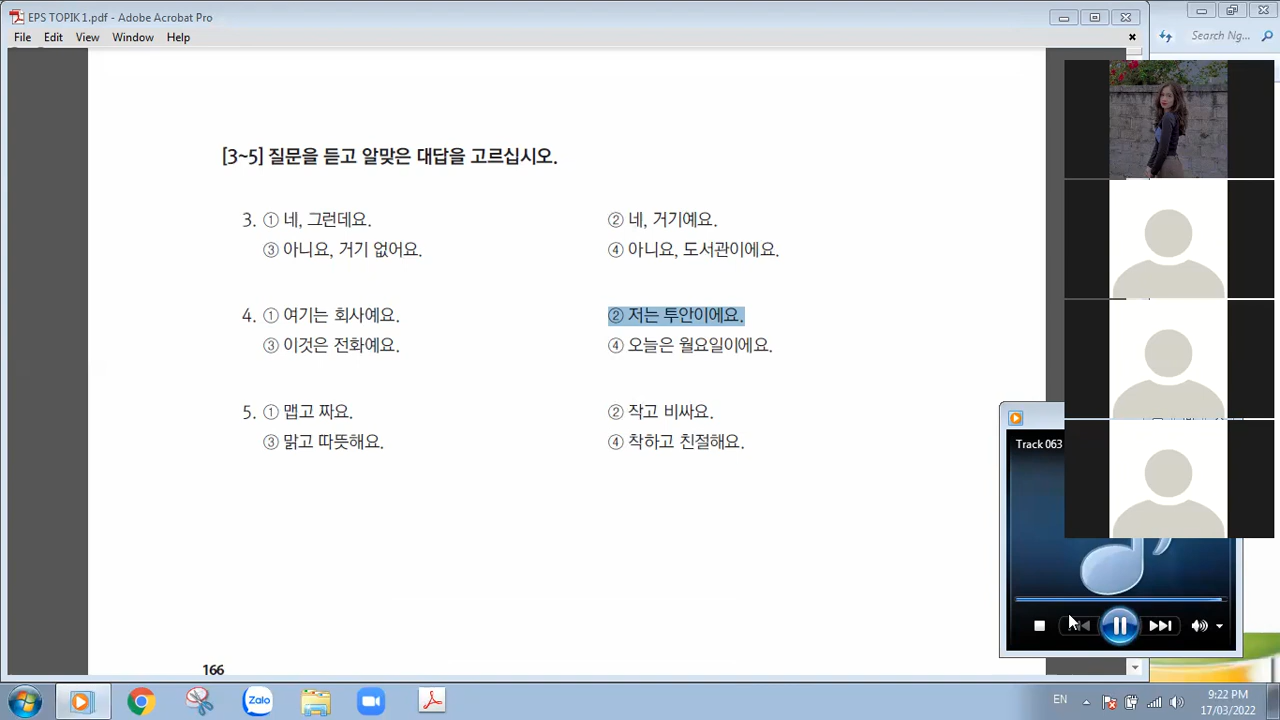 EPS TOPIK 1.pdf - Adobe Acrobat Pro
File Edit View Window Help
Search Ng...
[3~5] 질문을 듣고 알맞은 대답을 고르십시오.
3. ① 네, 그런데요. ② 네, 거기예요.
③ 아니요, 거기 없어요. ④ 아니요, 도서관이에요.
4. ① 여기는 회사예요. ② 저는 투안이에요.
③ 이것은 전화예요. ④ 오늘은 월요일이에요.
5. ① 맵고 짜요. ② 작고 비싸요.
③ 맑고 따뜻해요. ④ 착하고 친절해요.
Track 063
166
Zalo
EN
9:22 PM
17/03/2022